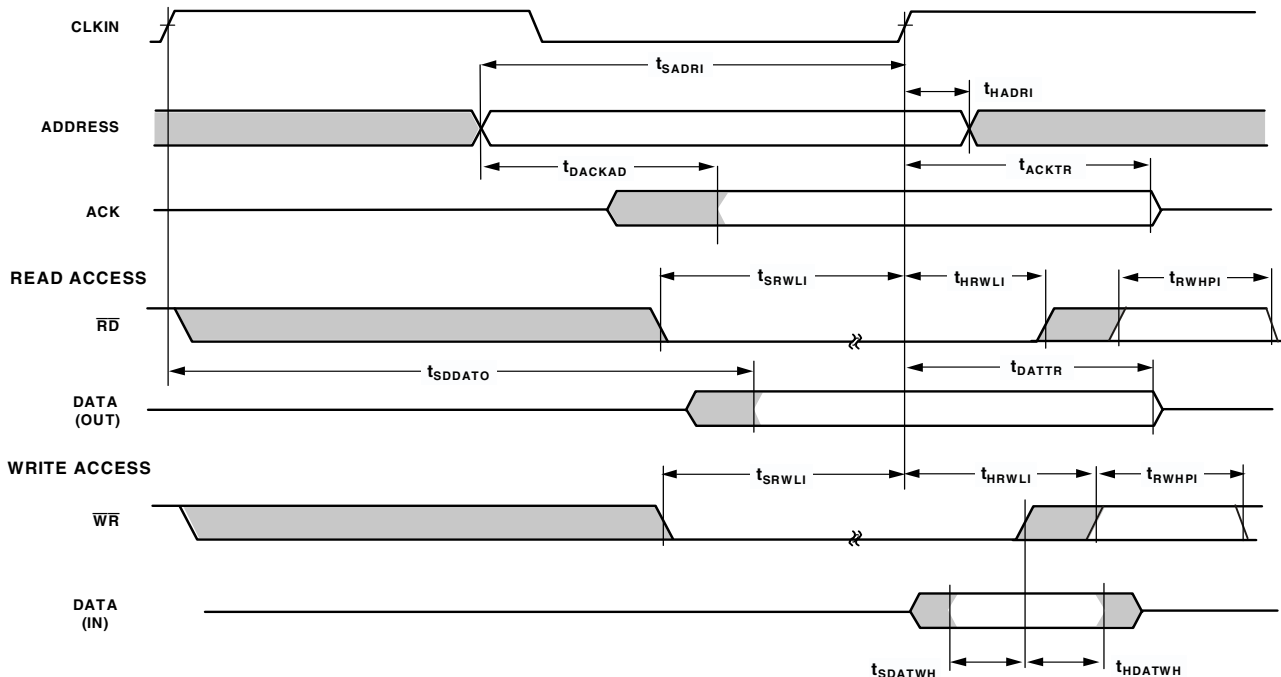 CLKIN
tSADRI
tHADRI
ADDRESS
tDACKAD
tACKTR
ACK
READ ACCESS
tSRWLI
tHRWLI
tRWHPI
RD
tSDDATO
tDATTR
DATA
(OUT)
WRITE ACCESS
tSRWLI
tHRWLI
tRWHPI
WR
DATA
(IN)
tSDATWH
tHDATWH